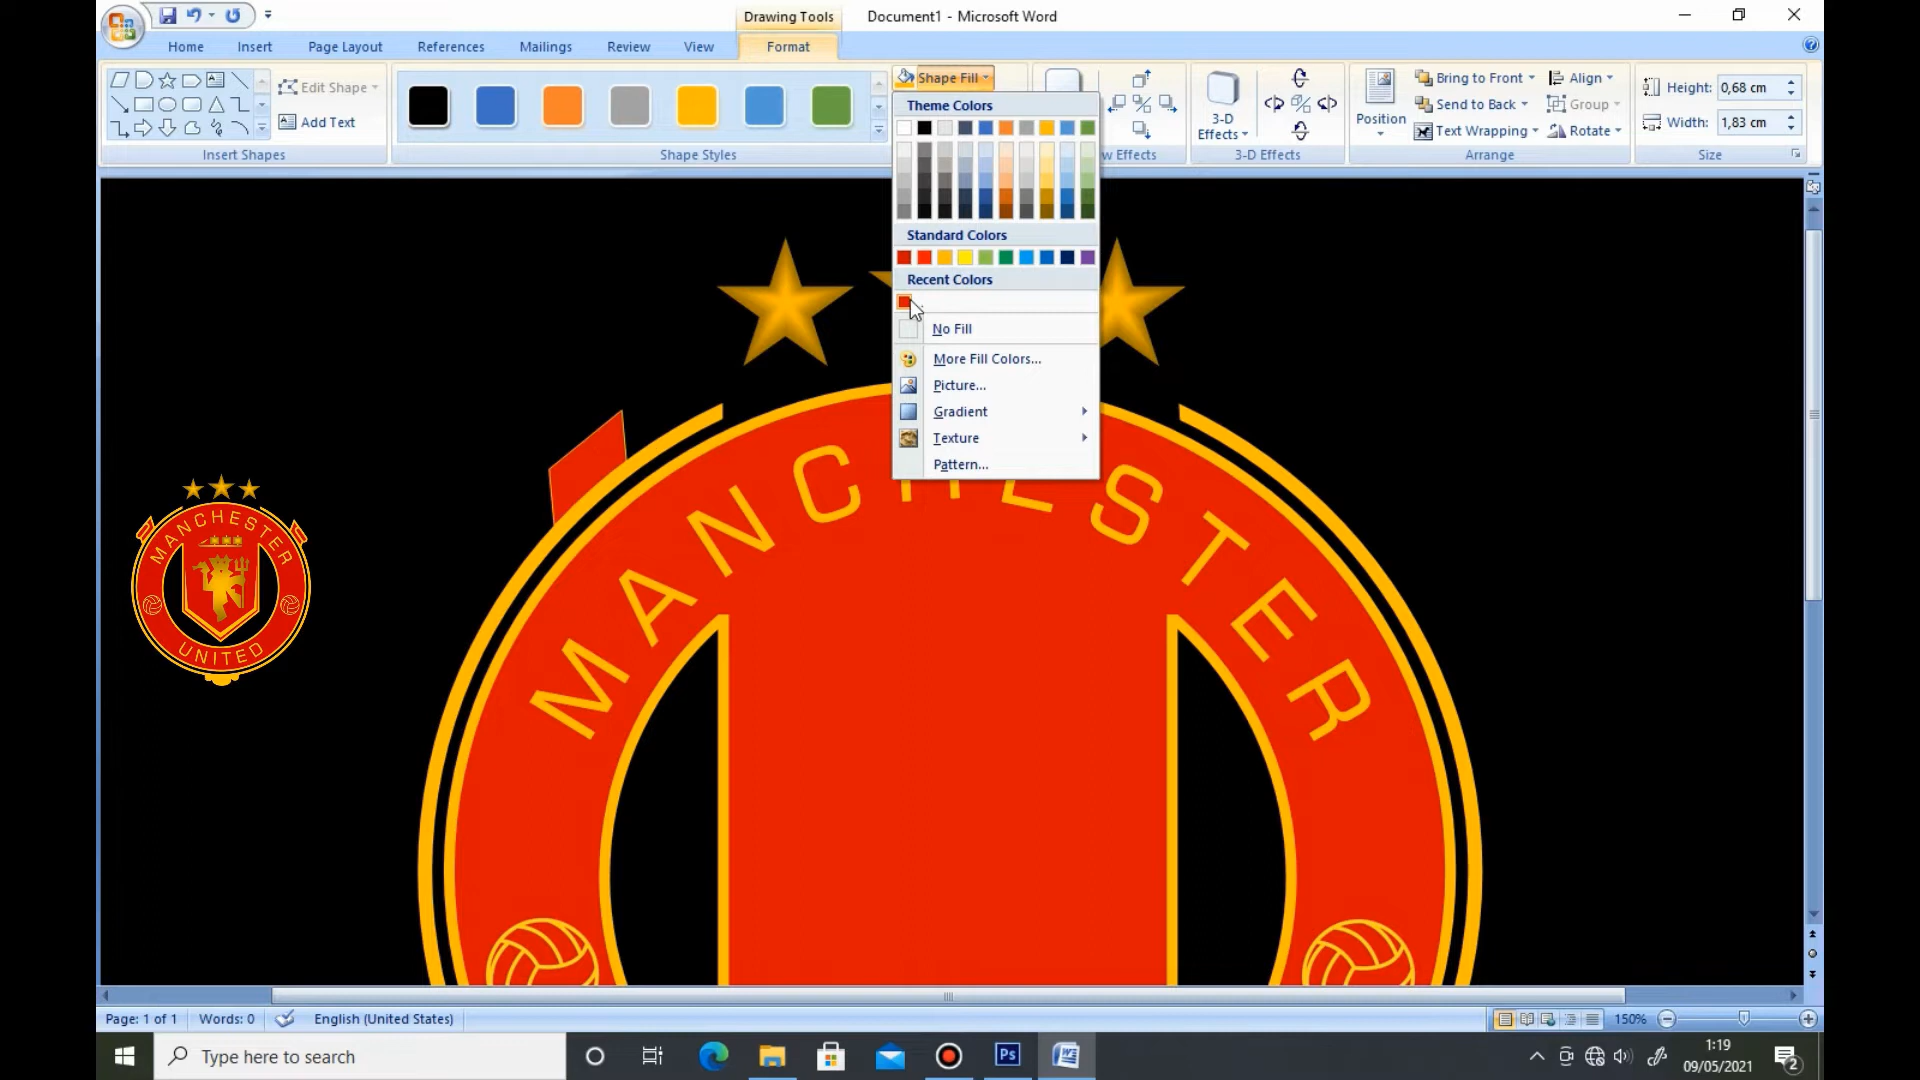 Drawing Tools
Document1 - Microsoft Word
Home Insert Page Layout References Mailings Review View Format
Edit Shape
Add Text
Insert Shapes
Shape Styles
Shape Fill
Theme Colors
Standard Colors
Recent Colors
No Fill
More Fill Colors...
Picture...
Gradient
Texture
Pattern...
w Effects
3-D
Effects
3-D Effects
Position
Bring to Front
Send to Back
Text Wrapping
Align
Group
Rotate
Arrange
Height: 0,68 cm
Width: 1,83 cm
Size
MANCHESTER
UNITED
MANCHESTER
Page: 1 of 1 Words: 0 English (United States)
150%
Type here to search
Ps
1:19
09/05/2021
2